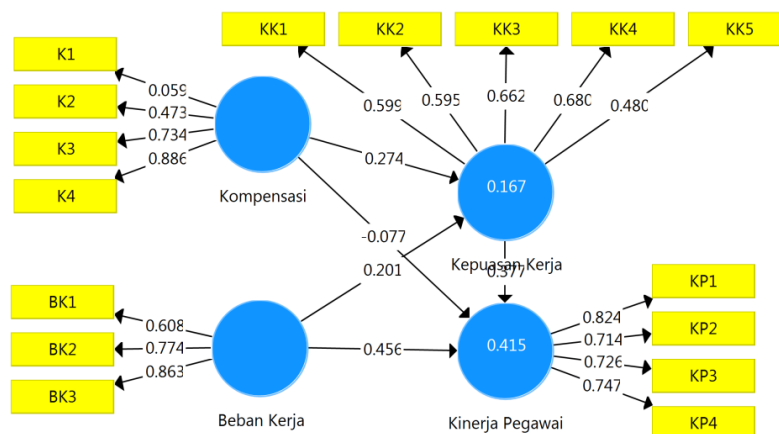 KK1 KK2 KK3 KK4 KK5
K1
K2
K3
K4
0.059
0.473
0.734
0.886
Kompensasi
0.599 0.595 0.662 0.680 0.480
0.274
0.167
Kepuasan Kerja
-0.077
0.201
0.377
BK1
BK2
BK3
0.608
0.774
0.863
Beban Kerja
0.456
0.415
Kinerja Pegawai
0.824
0.714
0.726
0.747
KP1
KP2
KP3
KP4